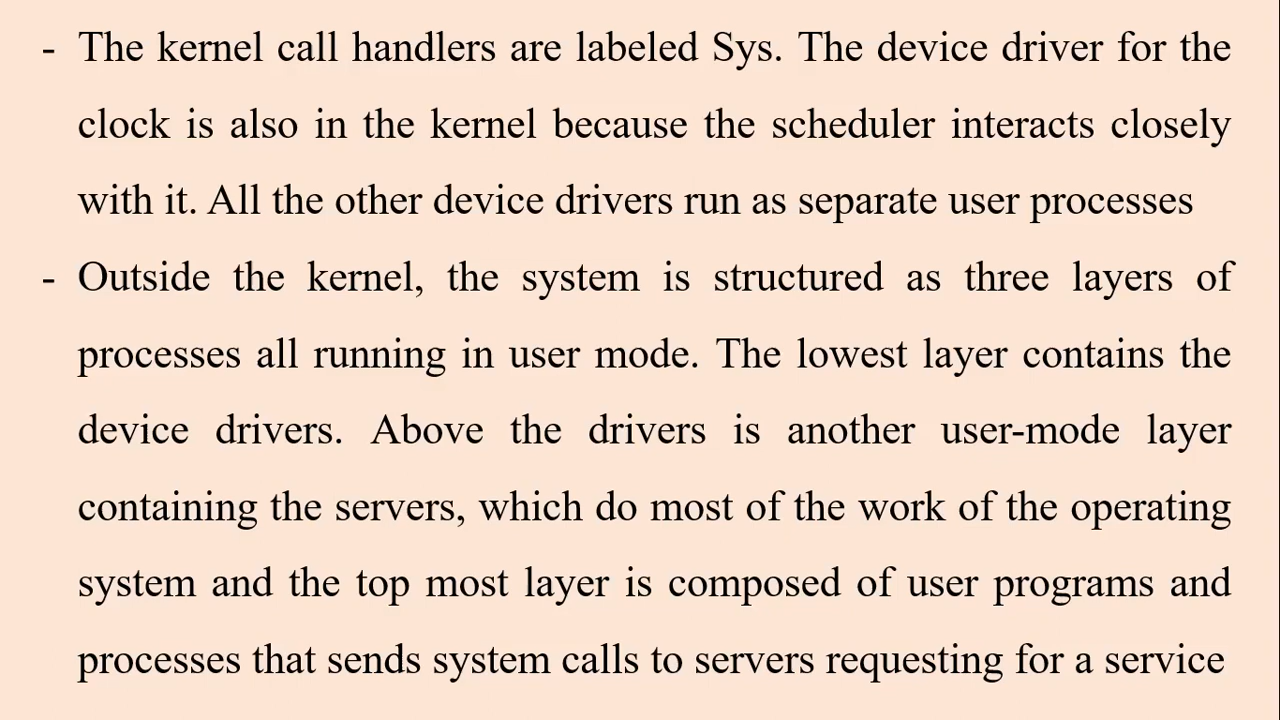 - The kernel call handlers are labeled Sys. The device driver for the
clock is also in the kernel because the scheduler interacts closely
with it. All the other device drivers run as separate user processes
- Outside the kernel, the system is structured as three layers of
processes all running in user mode. The lowest layer contains the
device drivers. Above the drivers is another user-mode layer
containing the servers, which do most of the work of the operating
system and the top most layer is composed of user programs and
processes that sends system calls to servers requesting for a service